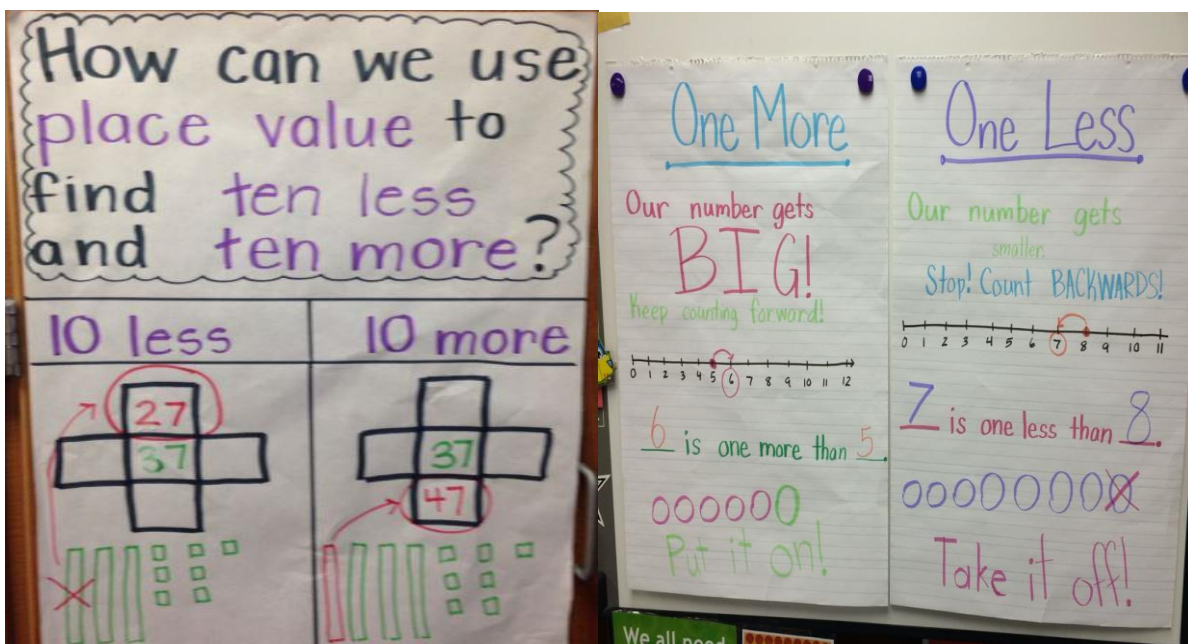 How can we use
place value to
find ten less
and ten more?
10 less
10 more
27
37
37
47
One More
Our number gets
BIG!
Keep counting forward!
0 1 2 3 4 5 6 7 8 9 10 11 12
6 is one more than 5.
Put it on!
One Less
Our number gets
smaller.
Stop! Count BACKWARDS!
0 1 2 3 4 5 6 7 8 9 10 11
7 is one less than 8.
Take it off!
We all need